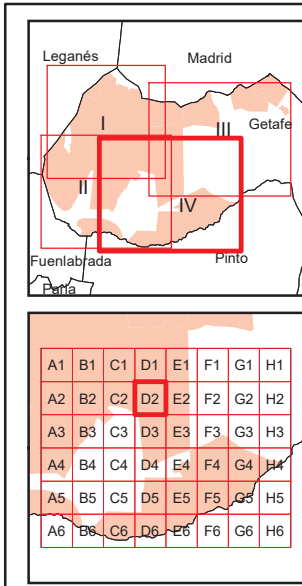 Leganés
Madrid
I
III
Getafe
II
IV
Fuenlabrada
Pinto
Parla
A1 B1 C1 D1 E1 F1 G1 H1
A2 B2 C2 D2 E2 F2 G2 H2
A3 B3 C3 D3 E3 F3 G3 H3
A4 B4 C4 D4 E4 F4 G4 H4
A5 B5 C5 D5 E5 F5 G5 H5
A6 B6 C6 D6 E6 F6 G6 H6